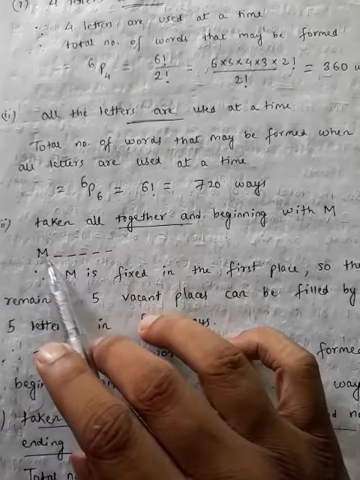 (i)
∵ 4 letters are used at a time
∴ total no. of words that may be formed
= ⁶P₄ = 6!/2! = (6×5×4×3×2!)/2! = 360 w
(ii) all the letters are used at a time
Total no. of words that may be formed when
all letters are used at a time
= ⁶P₆ = 6! = 720 ways
taken all together and beginning with M
M _ _ _ _ _
∵ M is fixed in the first place, so the
remain 5 vacant places can be filled by
5 letter in
formed
begin ways
taken
ending
Total n